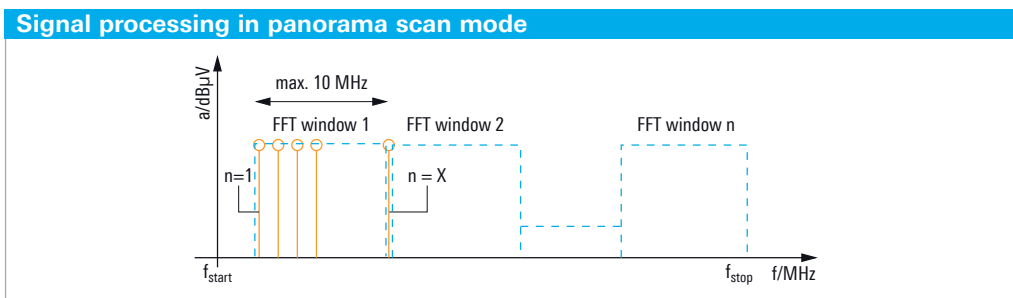 Signal processing in panorama scan mode
a/dBµV
max. 10 MHz
FFT window 1
FFT window 2
FFT window n
n=1
n = X
fstart
fstop
f/MHz